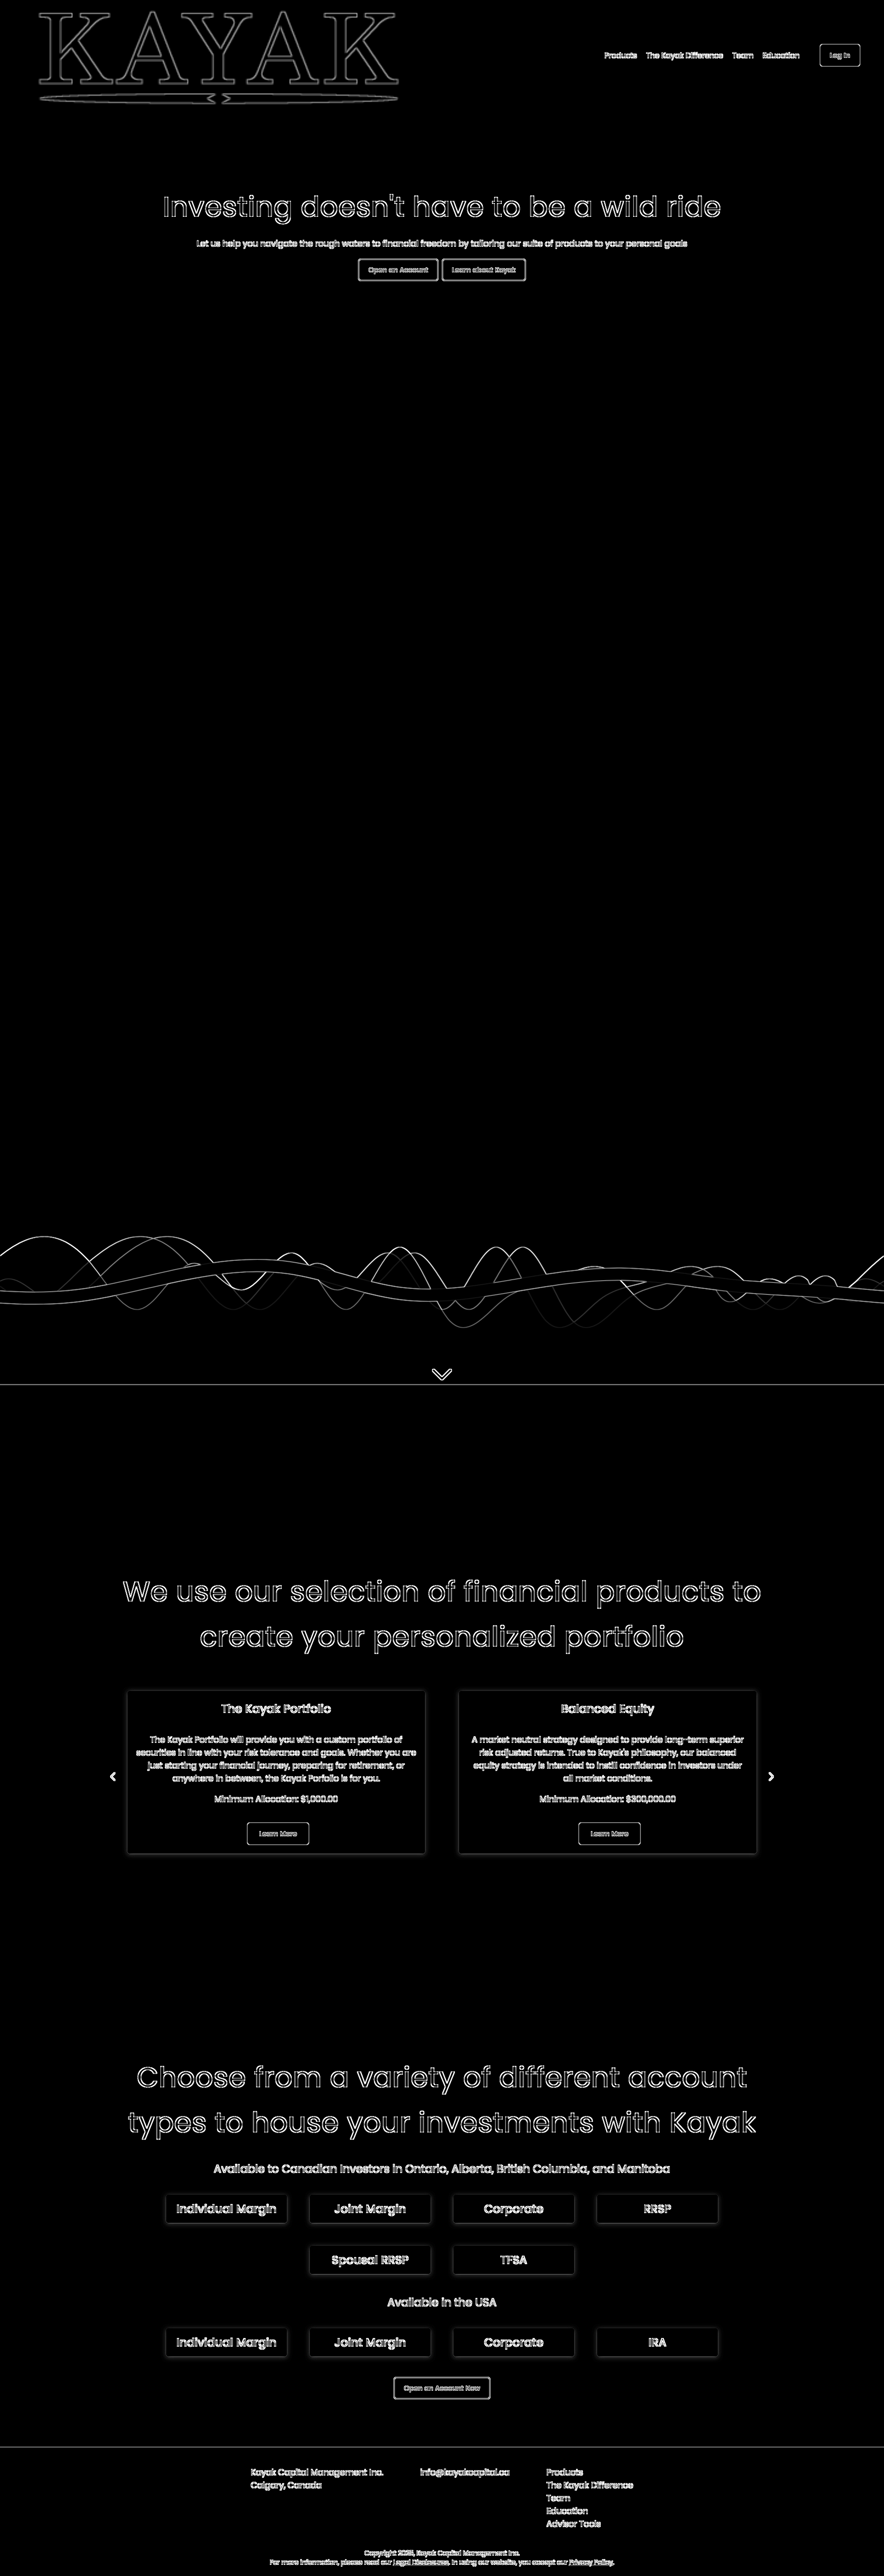 KAYAK
Products The Kayak Difference Team Education Log In
Investing doesn't have to be a wild ride
Let us help you navigate the rough waters to financial freedom by tailoring our suite of products to your personal goals
Open an Account Learn about Kayak
We use our selection of financial products to
create your personalized portfolio
The Kayak Portfolio
The Kayak Portfolio will provide you with a custom portfolio of
securities in line with your risk tolerance and goals. Whether you are
just starting your financial journey, preparing for retirement, or
anywhere in between, the Kayak Porfolio is for you.
Minimum Allocation: $1,000.00
Learn More
Balanced Equity
A market neutral strategy designed to provide long-term superior
risk adjusted returns. True to Kayak's philosophy, our balanced
equity strategy is intended to instill confidence in investors under
all market conditions.
Minimum Allocation: $300,000.00
Learn More
Choose from a variety of different account
types to house your investments with Kayak
Available to Canadian Investors in Ontario, Alberta, British Columbia, and Manitoba
Individual Margin Joint Margin Corporate RRSP
Spousal RRSP TFSA
Available in the USA
Individual Margin Joint Margin Corporate IRA
Open an Account Now
Kayak Capital Management Inc.
Calgary, Canada
info@kayakcapital.ca
Products
The Kayak Difference
Team
Education
Advisor Tools
Copyright Kayak Capital Management Inc.
For more information, please read our Legal Disclosures. In using our website, you accept our Privacy Policy.